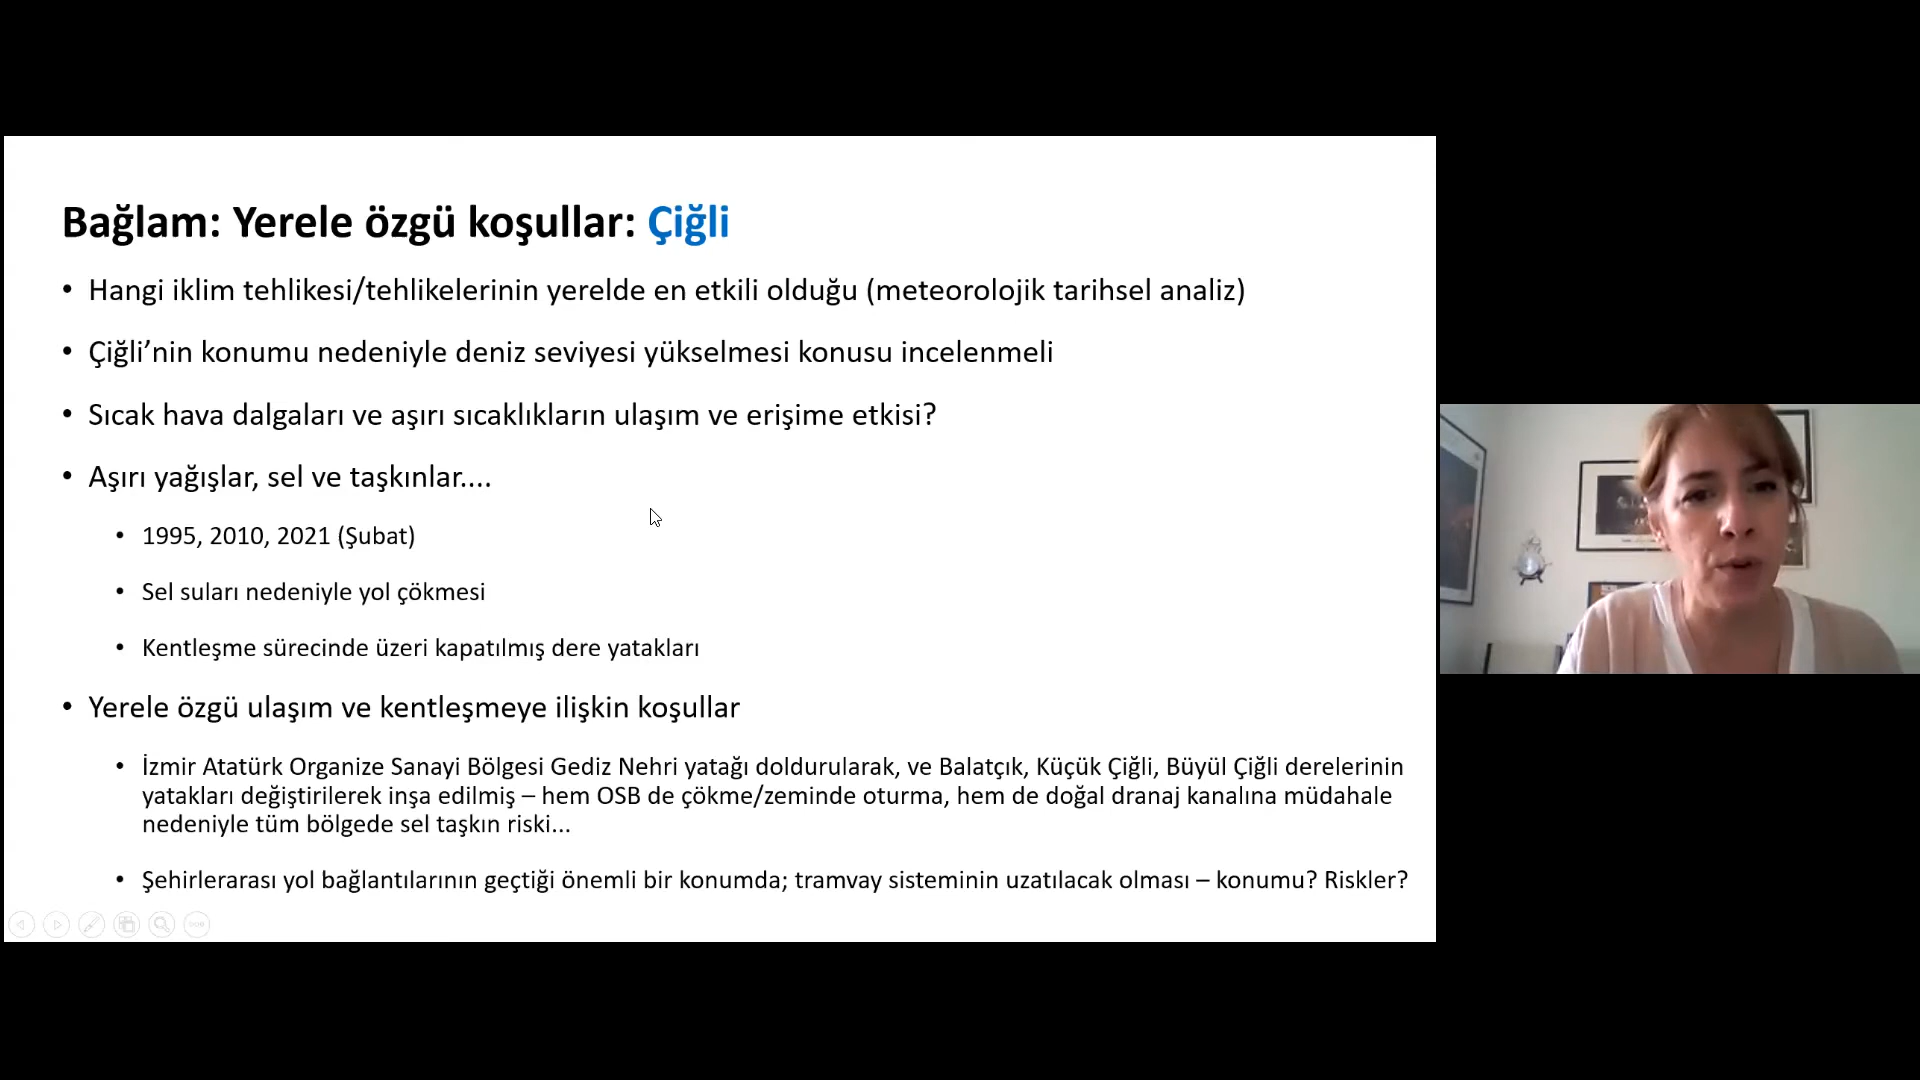 Bağlam: Yerele özgü koşullar: Çiğli
• Hangi iklim tehlikesi/tehlikelerinin yerelde en etkili olduğu (meteorolojik tarihsel analiz)
• Çiğli’nin konumu nedeniyle deniz seviyesi yükselmesi konusu incelenmeli
• Sıcak hava dalgaları ve aşırı sıcaklıkların ulaşım ve erişime etkisi?
• Aşırı yağışlar, sel ve taşkınlar....
• 1995, 2010, 2021 (Şubat)
• Sel suları nedeniyle yol çökmesi
• Kentleşme sürecinde üzeri kapatılmış dere yatakları
• Yerele özgü ulaşım ve kentleşmeye ilişkin koşullar
• İzmir Atatürk Organize Sanayi Bölgesi Gediz Nehri yatağı doldurularak, ve Balatçık, Küçük Çiğli, Büyül Çiğli derelerinin
yatakları değiştirilerek inşa edilmiş – hem OSB de çökme/zeminde oturma, hem de doğal dranaj kanalına müdahale
nedeniyle tüm bölgede sel taşkın riski...
• Şehirlerarası yol bağlantılarının geçtiği önemli bir konumda; tramvay sisteminin uzatılacak olması – konumu? Riskler?